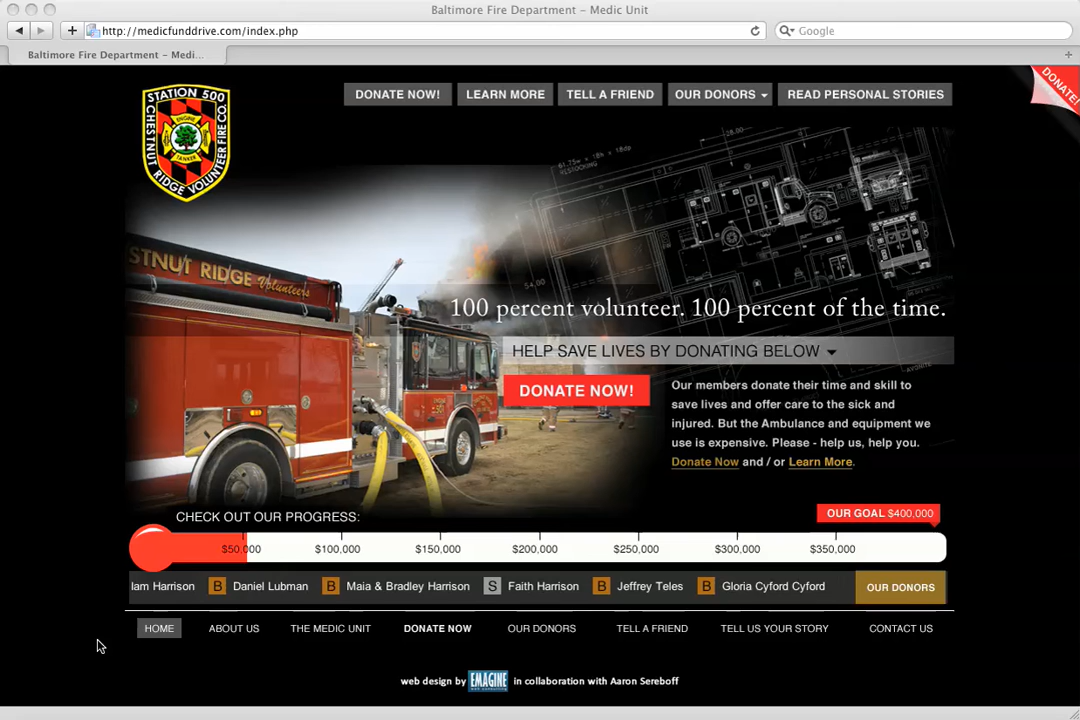 Baltimore Fire Department – Medic Unit
http://medicfunddrive.com/index.php
Google
Baltimore Fire Department – Medi...
DONATE!
STATION 500
CHESTNUT RIDGE VOLUNTEER FIRE CO.
ENGINE
TANKER
DONATE NOW!
LEARN MORE
TELL A FRIEND
OUR DONORS
READ PERSONAL STORIES
28.00
54.00
STNUT RIDGE Volunteers
100 percent volunteer. 100 percent of the time.
HELP SAVE LIVES BY DONATING BELOW
DONATE NOW!
Our members donate their time and skill to
save lives and offer care to the sick and
injured. But the Ambulance and equipment we
use is expensive. Please - help us, help you.
Donate Now and / or Learn More.
CHECK OUT OUR PROGRESS:
OUR GOAL $400,000
$50,000 $100,000 $150,000 $200,000 $250,000 $300,000 $350,000
lam Harrison B Daniel Lubman B Maia & Bradley Harrison S Faith Harrison B Jeffrey Teles B Gloria Cyford Cyford
OUR DONORS
HOME ABOUT US THE MEDIC UNIT DONATE NOW OUR DONORS TELL A FRIEND TELL US YOUR STORY CONTACT US
web design by EMAGINE in collaboration with Aaron Sereboff